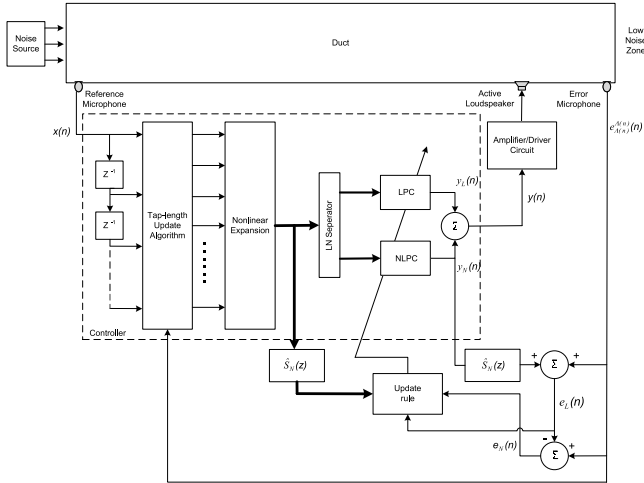 Noise
Source
Duct
Low
Noise
Zone
Reference
Microphone
Active
Loudspeaker
Error
Microphone
x(n)
e^{A(n)}_{A(n)}(n)
Amplifier/Driver
Circuit
Z -1
Z -1
Tap-length
Update
Algorithm
Nonlinear
Expansion
LN Seperator
LPC
NLPC
y_L(n)
y_N(n)
Σ
y(n)
Controller
Ŝ_N(z)
Ŝ_N(z)
Update
rule
+
+
Σ
e_L(n)
e_N(n)
-
+
Σ